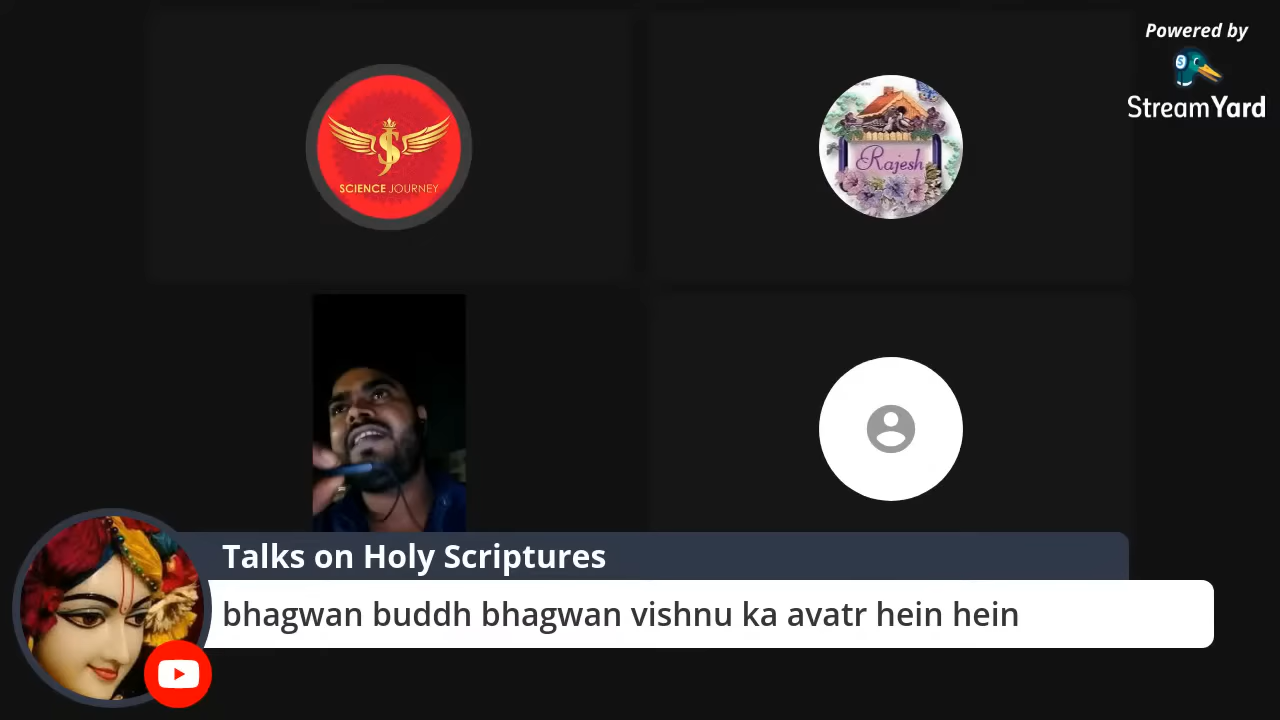 Powered by
StreamYard
SCIENCE JOURNEY
Rajesh
Talks on Holy Scriptures
bhagwan buddh bhagwan vishnu ka avatr hein hein